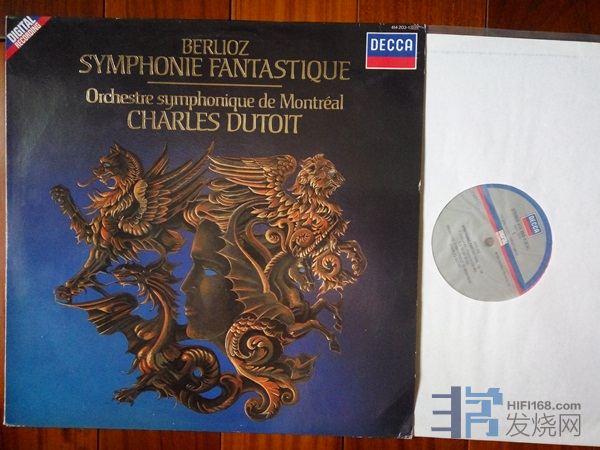 DIGITAL
RECORDING
DECCA
BERLIOZ
SYMPHONIE FANTASTIQUE
Orchestre symphonique de Montréal
CHARLES DUTOIT
DECCA
HIFI168.com
发烧网